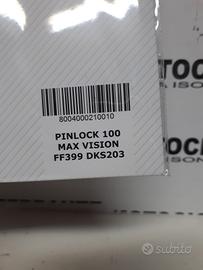 8004000210010
PINLOCK 100
MAX VISION
FF399 DKS203
subito